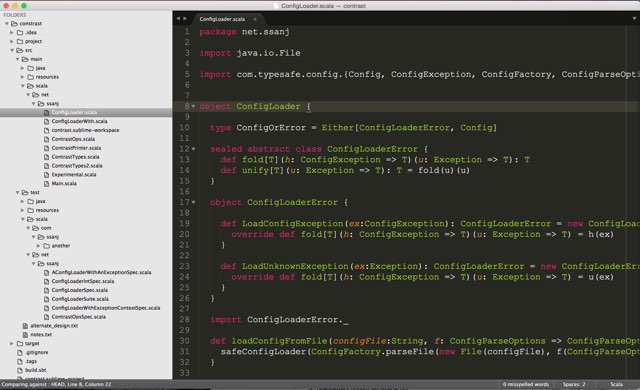 ConfigLoader.scala — contrast
FOLDERS
constrast
.idea
project
src
main
java
resources
scala
net
ssanj
ConfigLoader.scala
ConfigLoaderWith.scala
contrast.sublime-workspace
ContrastOps.scala
ContrastPrinter.scala
ContrastTypes.scala
ContrastTypes2.scala
Experimental.scala
Main.scala
test
java
resources
scala
com
ssanj
another
net
ssanj
AConfigLoaderWithAnExceptionSpec.scala
ConfigLoaderIntSpec.scala
ConfigLoaderSpec.scala
ConfigLoaderSuite.scala
ConfigLoaderWithExceptionContextSpec.scala
ContrastOpsSpec.scala
alternate_design.txt
notes.txt
target
.gitignore
.tags
build.sbt
ConfigLoader.scala
1 package net.ssanj
2
3 import java.io.File
4
5 import com.typesafe.config.{Config, ConfigException, ConfigFactory, ConfigParseOpti
6
7
8 object ConfigLoader {
9
10 type ConfigOrError = Either[ConfigLoaderError, Config]
11
12 sealed abstract class ConfigLoaderError {
13 def fold[T](h: ConfigException => T)(u: Exception => T): T
14 def unify[T](u: Exception => T): T = fold(u)(u)
15 }
16
17 object ConfigLoaderError {
18
19 def LoadConfigException(ex:ConfigException): ConfigLoaderError = new ConfigLoad
20 override def fold[T](h: ConfigException => T)(u: Exception => T) = h(ex)
21 }
22
23 def LoadUnknownException(ex:Exception): ConfigLoaderError = new ConfigLoaderErr
24 override def fold[T](h: ConfigException => T)(u: Exception => T) = u(ex)
25 }
26 }
27
28 import ConfigLoaderError._
29
30 def loadConfigFromFile(configFile:String, f: ConfigParseOptions => ConfigParseOp
31 safeConfigLoader(ConfigFactory.parseFile(new File(configFile), f(ConfigParseOp
32 }
33
Comparing against: HEAD, Line 8, Column 22
0 misspelled words
Spaces: 2
Scala